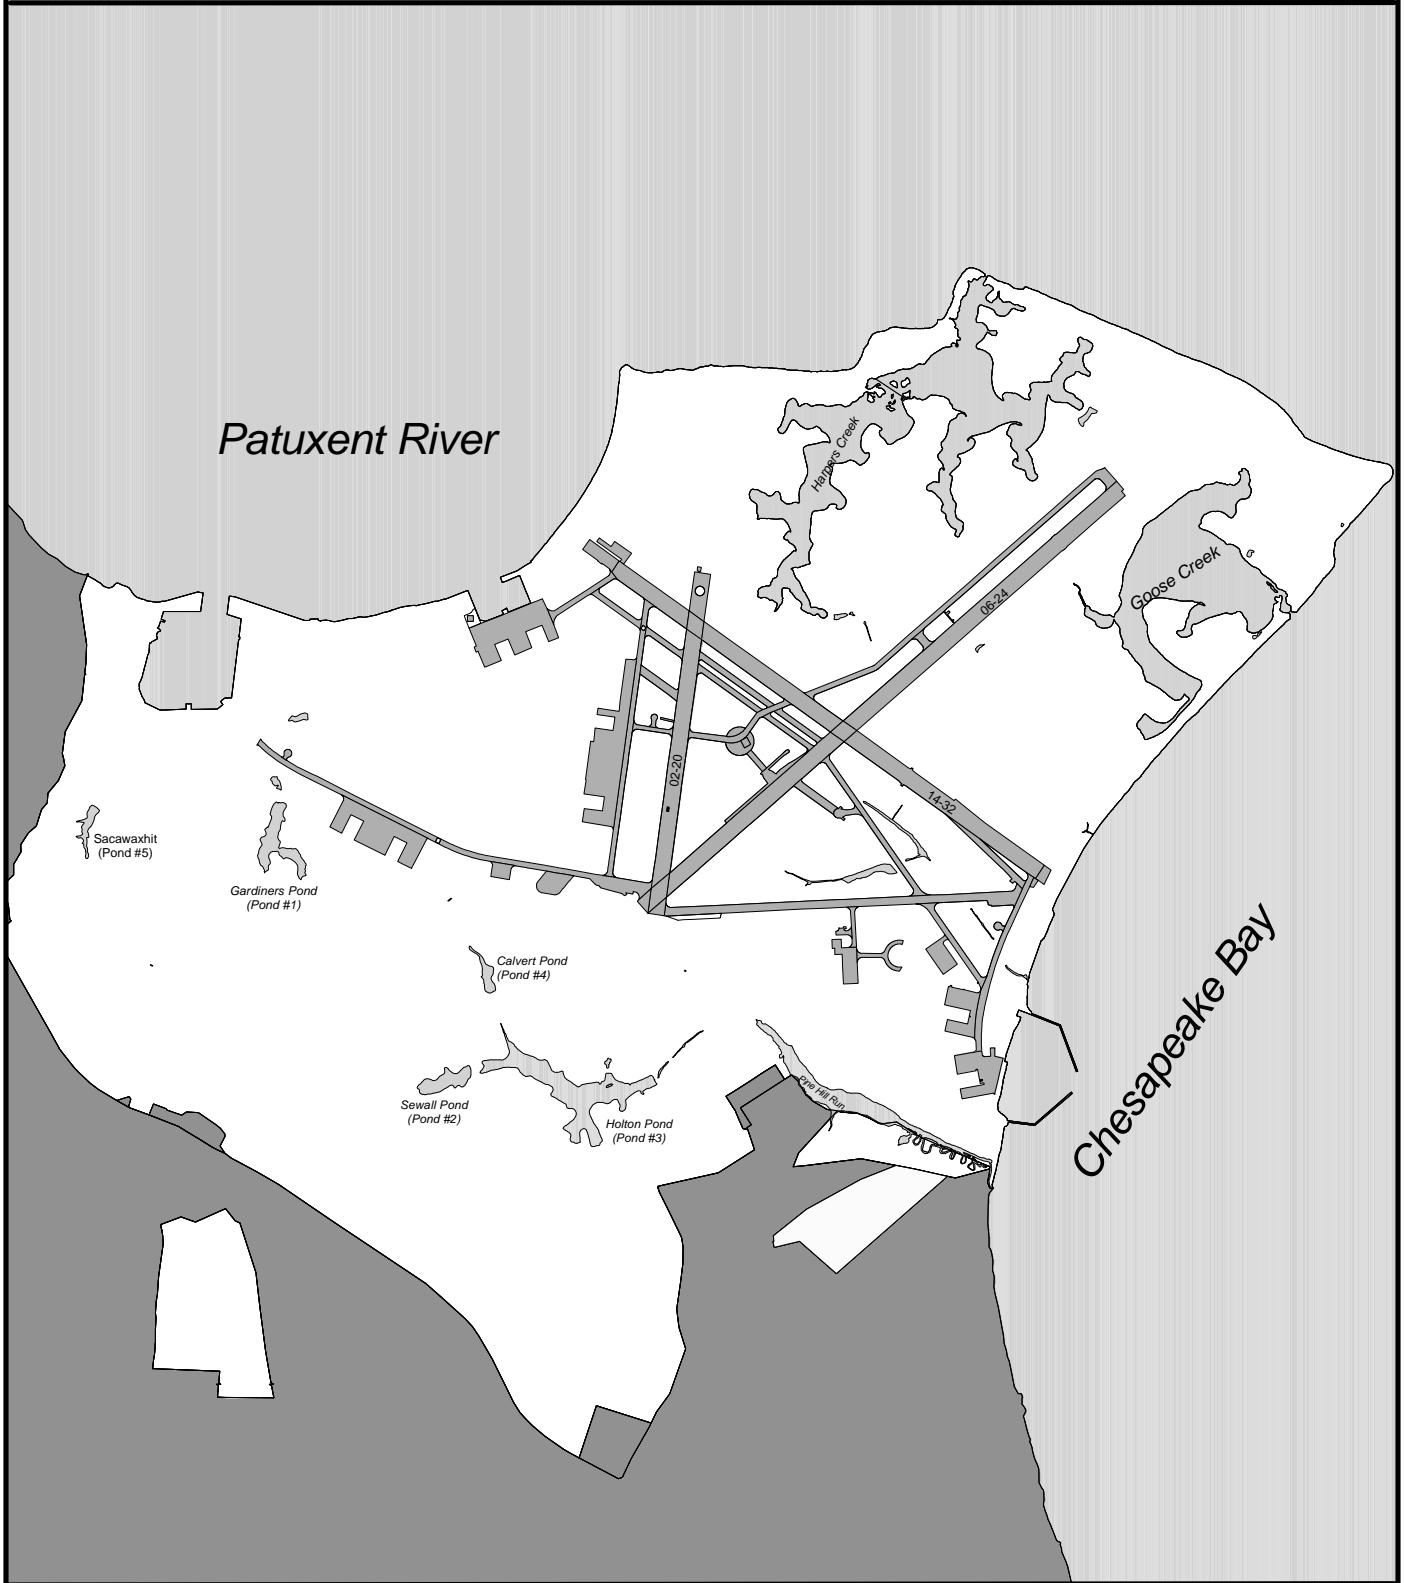 Patuxent River
Harpers Creek
Goose Creek
06-24
02-20
14-32
Sacawaxhit
(Pond #5)
Gardiners Pond
(Pond #1)
Calvert Pond
(Pond #4)
Chesapeake Bay
Sewall Pond
(Pond #2)
Holton Pond
(Pond #3)
Pine Hill Run